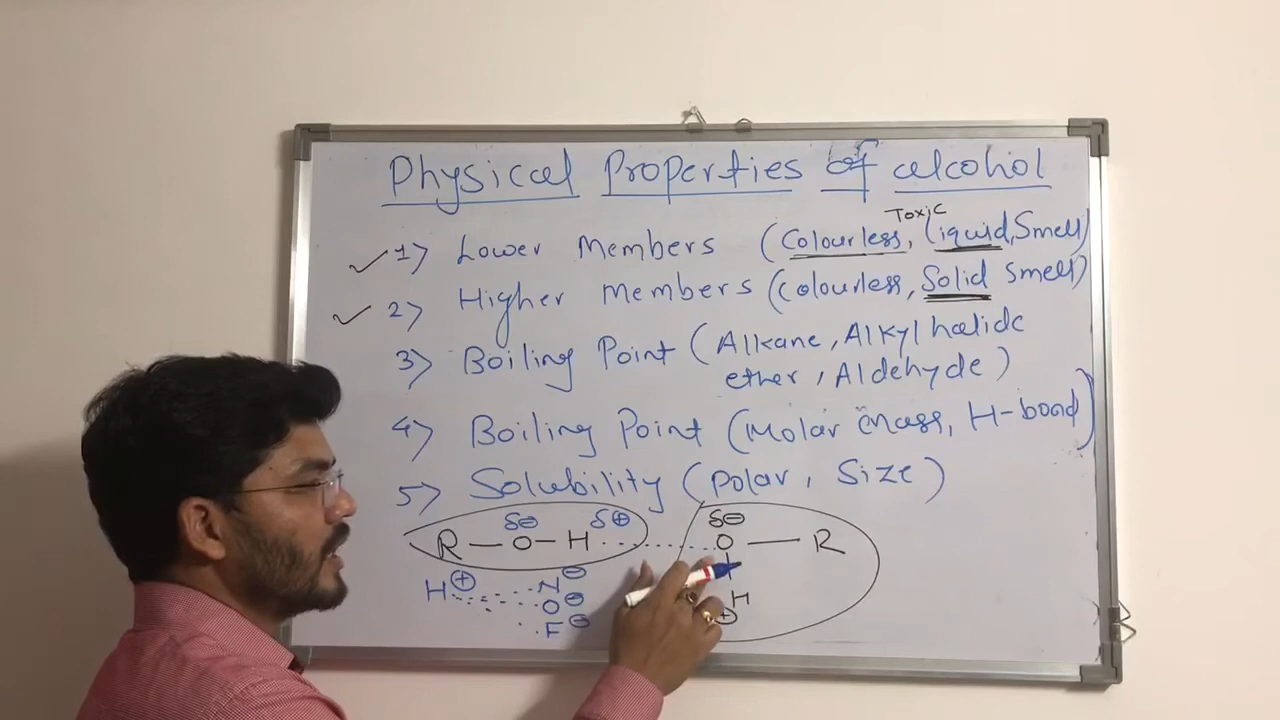 Physical Properties of alcohol
Toxic
1) Lower Members (Colourless, Liquid, Smell)
2) Higher Members (Colourless, Solid Smell)
3) Boiling Point (Alkane, Alkyl halide
ether, Aldehyde)
4) Boiling Point (Molar Mass, H-bond)
5) Solubility (Polar, Size)
δ⊖ δ⊕ δ⊖
R — O — H ...... O — R
H⊕ N⊖
O⊖ H
F⊖ ⊕